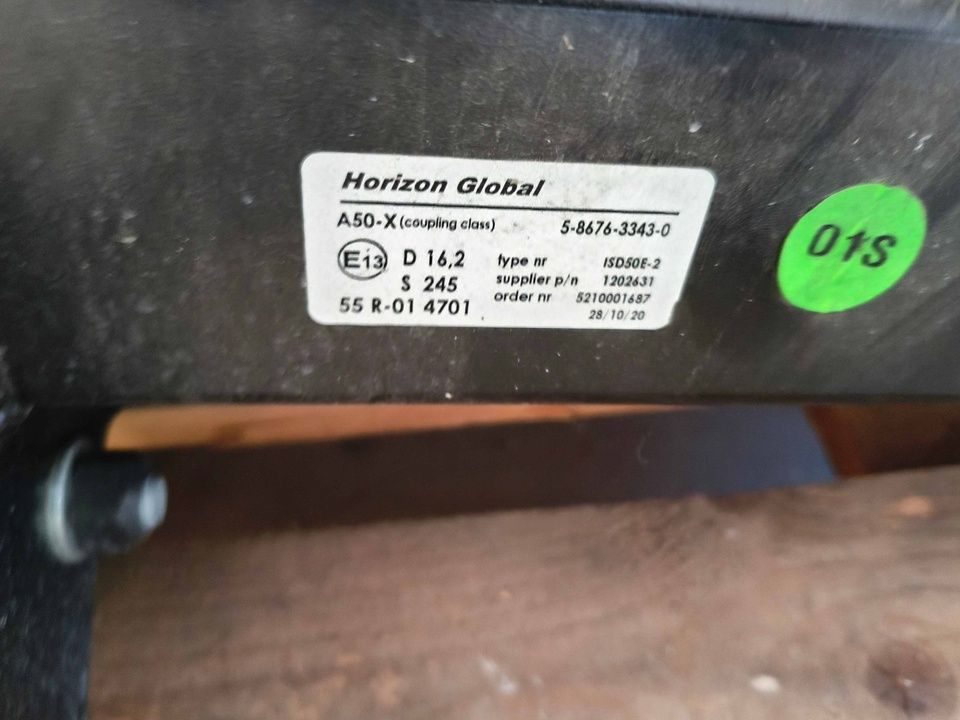 Horizon Global
A50-X (coupling class) 5-8676-3343-0
E13 D 16,2 type nr ISD50E-2
S 245 supplier p/n 1202631
55 R-01 4701 order nr 5210001687
28/10/20
01S